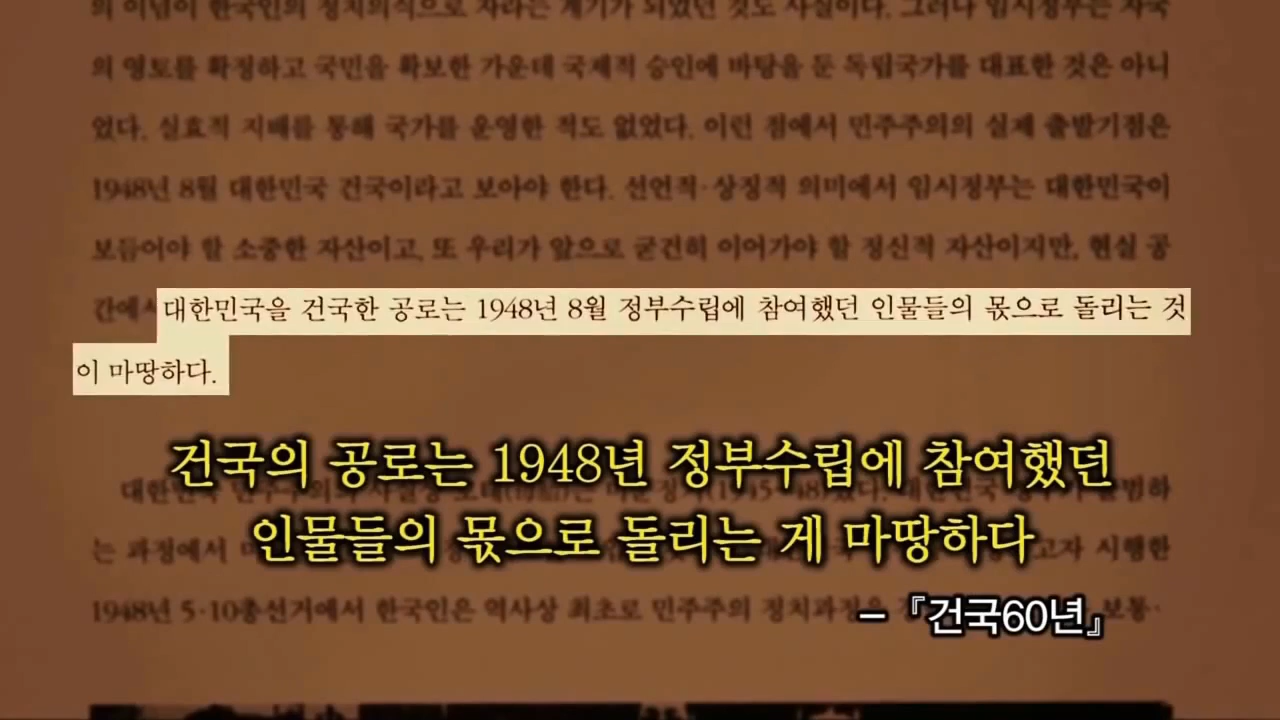 의 이념이 한국인의 정치의식으로 자라는 계기가 되었던 것도 사실이다. 그러나 임시정부는 자국
의 영토를 확정하고 국민을 확보한 가운데 국제적 승인에 바탕을 둔 독립국가를 대표한 것은 아니
었다. 실효적 지배를 통해 국가를 운영한 적도 없었다. 이런 점에서 민주주의의 실제 출발기점은
1948년 8월 대한민국 건국이라고 보아야 한다. 선언적·상징적 의미에서 임시정부는 대한민국이
보듬어야 할 소중한 자산이고, 또 우리가 앞으로 굳건히 이어가야 할 정신적 자산이지만, 현실 공
간에서 대한민국을 건국한 공로는 1948년 8월 정부수립에 참여했던 인물들의 몫으로 돌리는 것
이 마땅하다.
건국의 공로는 1948년 정부수립에 참여했던
인물들의 몫으로 돌리는 게 마땅하다
대한민국 민주주의의
는 과정에서 시행한
1948년 5·10총선거에서 한국인은 역사상 최초로 민주주의 정치과정을 보통·
-『건국60년』